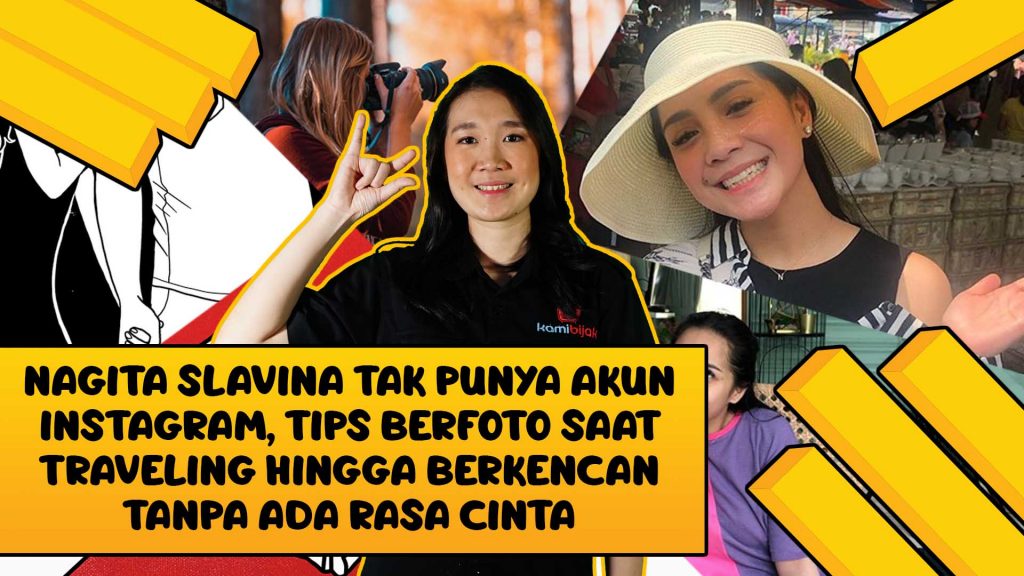 kamibijak
NAGITA SLAVINA TAK PUNYA AKUN
INSTAGRAM, TIPS BERFOTO SAAT
TRAVELING HINGGA BERKENCAN
TANPA ADA RASA CINTA